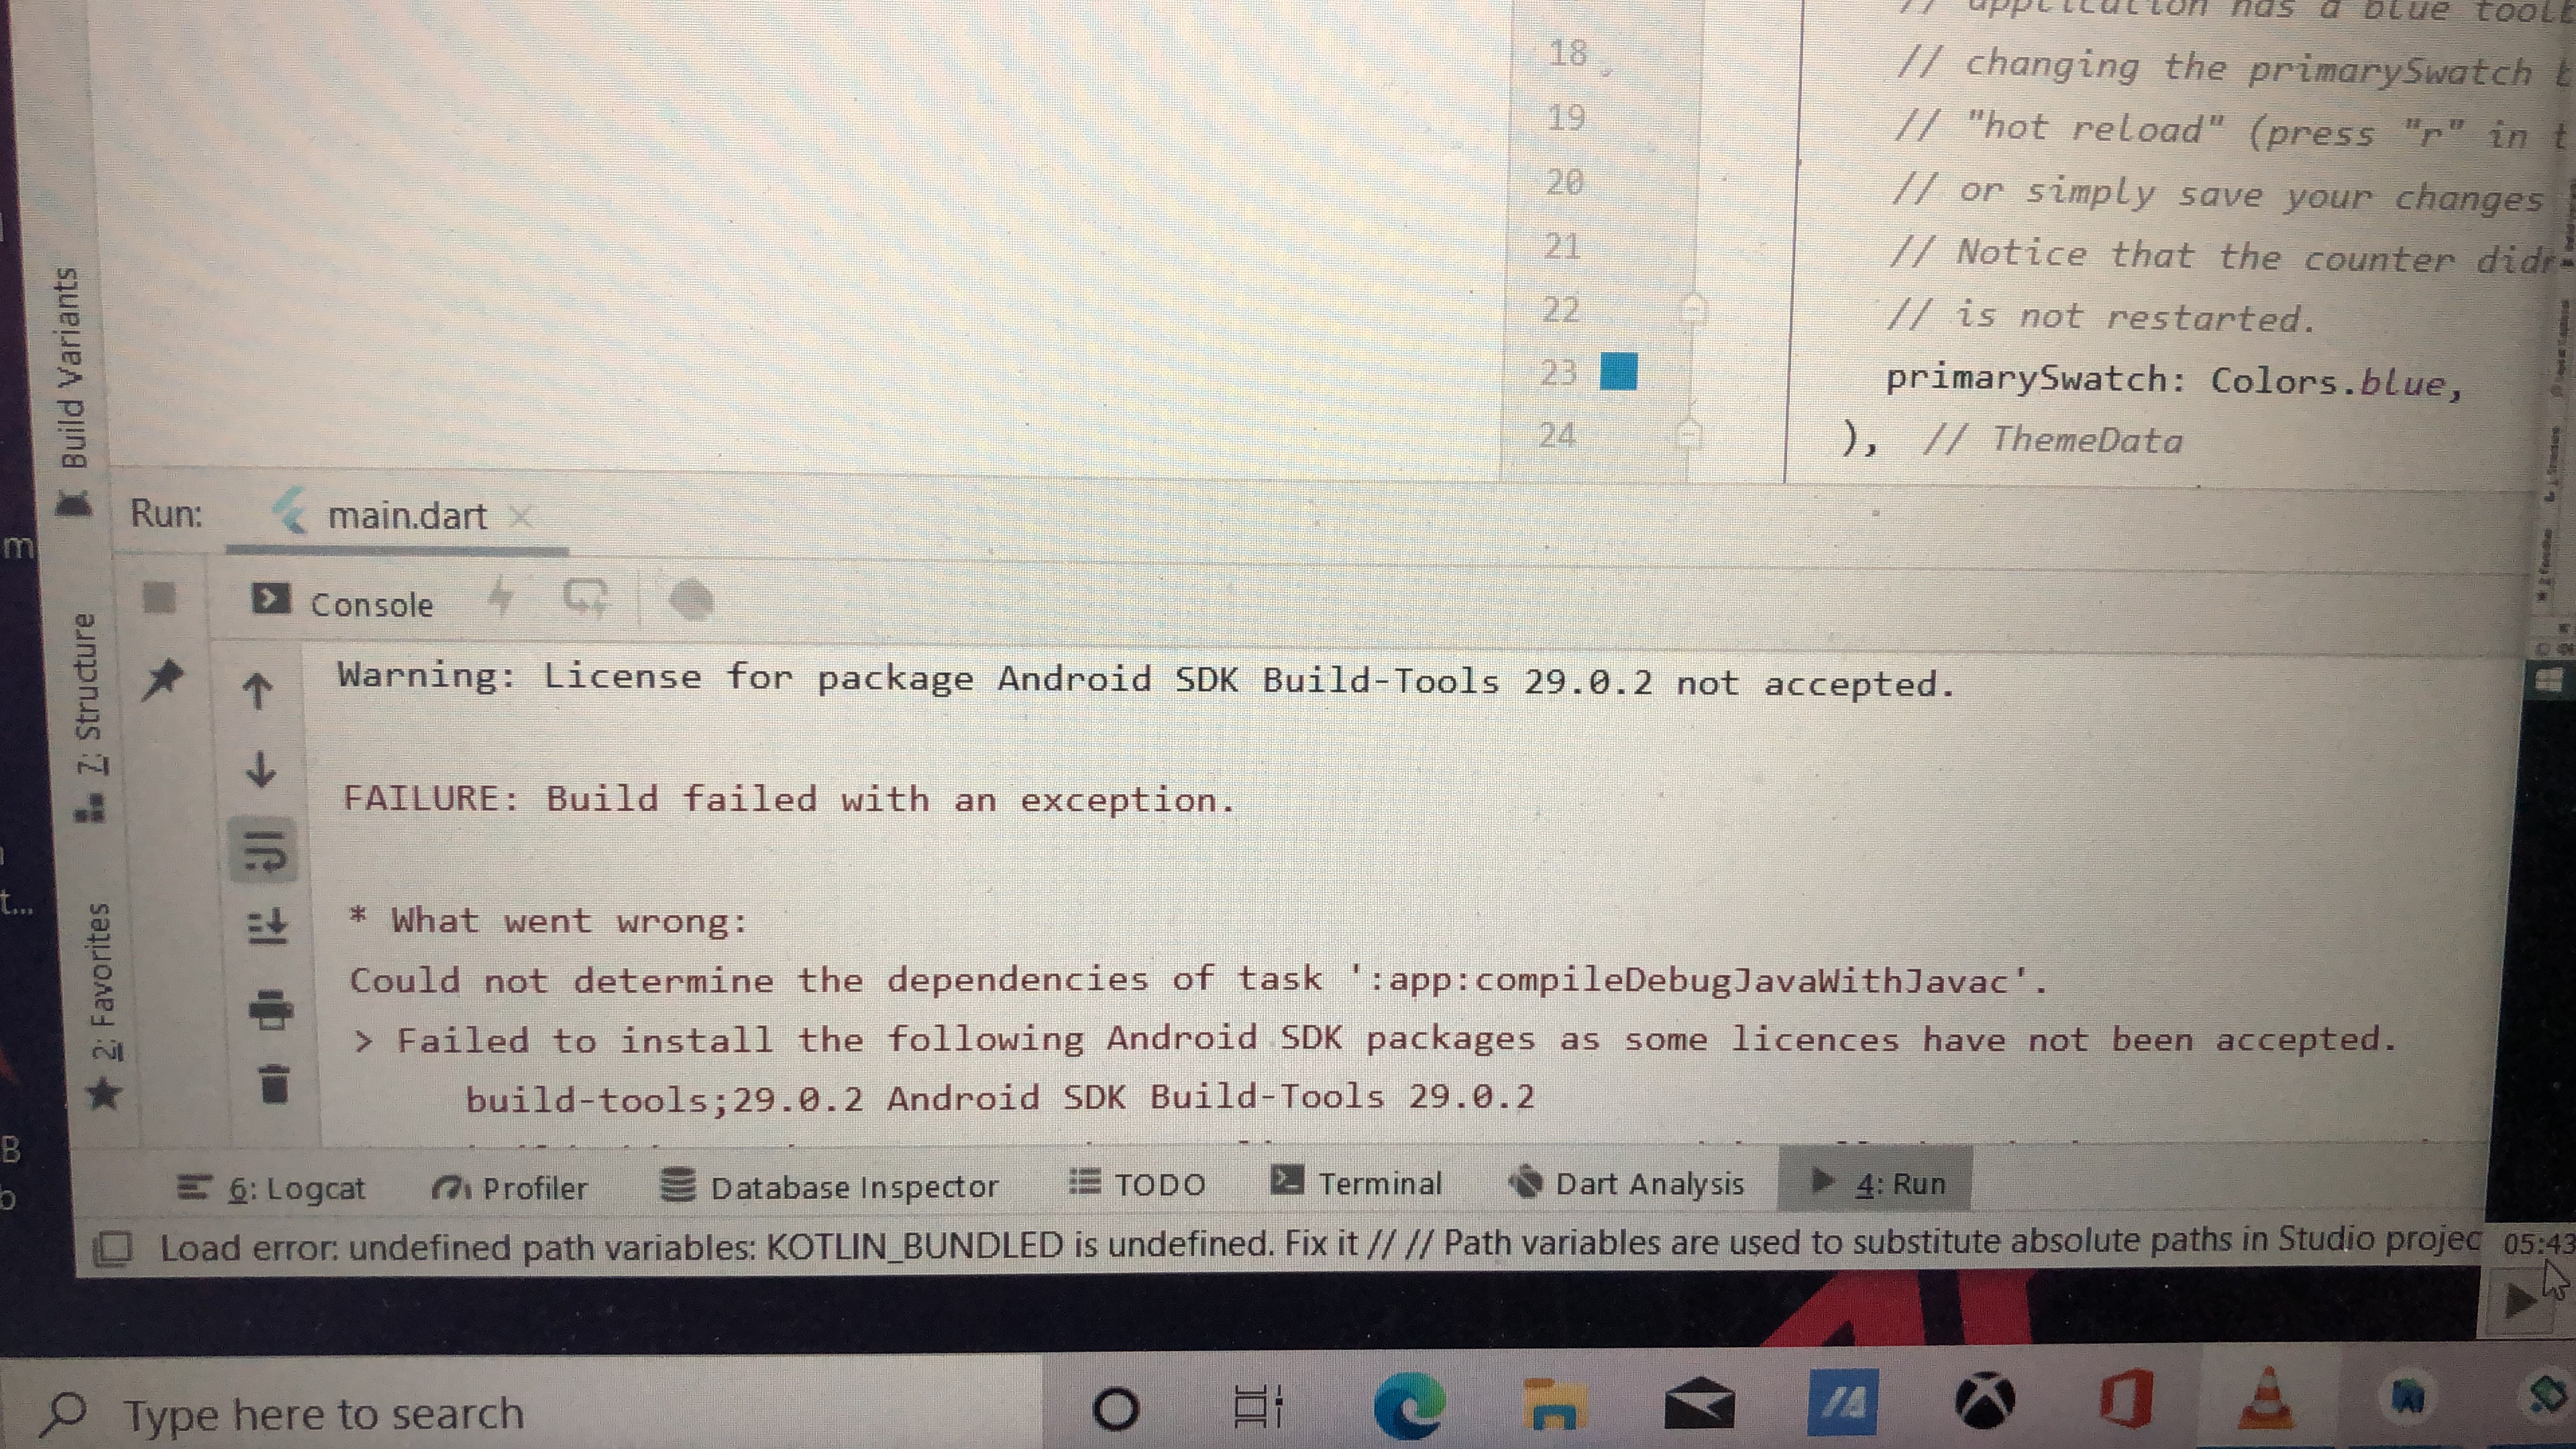 // application has a blue
18 // changing the primarySwatch
19 // "hot reload" (press "r" in
20 // or simply save your changes
21 // Notice that the counter
22 // is not restarted.
23 primarySwatch: Colors.blue,
24 ), // ThemeData
Build Variants
Run: main.dart
Console
7: Structure
2: Favorites
Warning: License for package Android SDK Build-Tools 29.0.2 not accepted.
FAILURE: Build failed with an exception.
* What went wrong:
Could not determine the dependencies of task ':app:compileDebugJavaWithJavac'.
> Failed to install the following Android SDK packages as some licences have not been accepted.
build-tools;29.0.2 Android SDK Build-Tools 29.0.2
6: Logcat Profiler Database Inspector TODO Terminal Dart Analysis 4: Run
Load error: undefined path variables: KOTLIN_BUNDLED is undefined. Fix it // // Path variables are used to substitute absolute paths in Studio projec
05:43
Type here to search